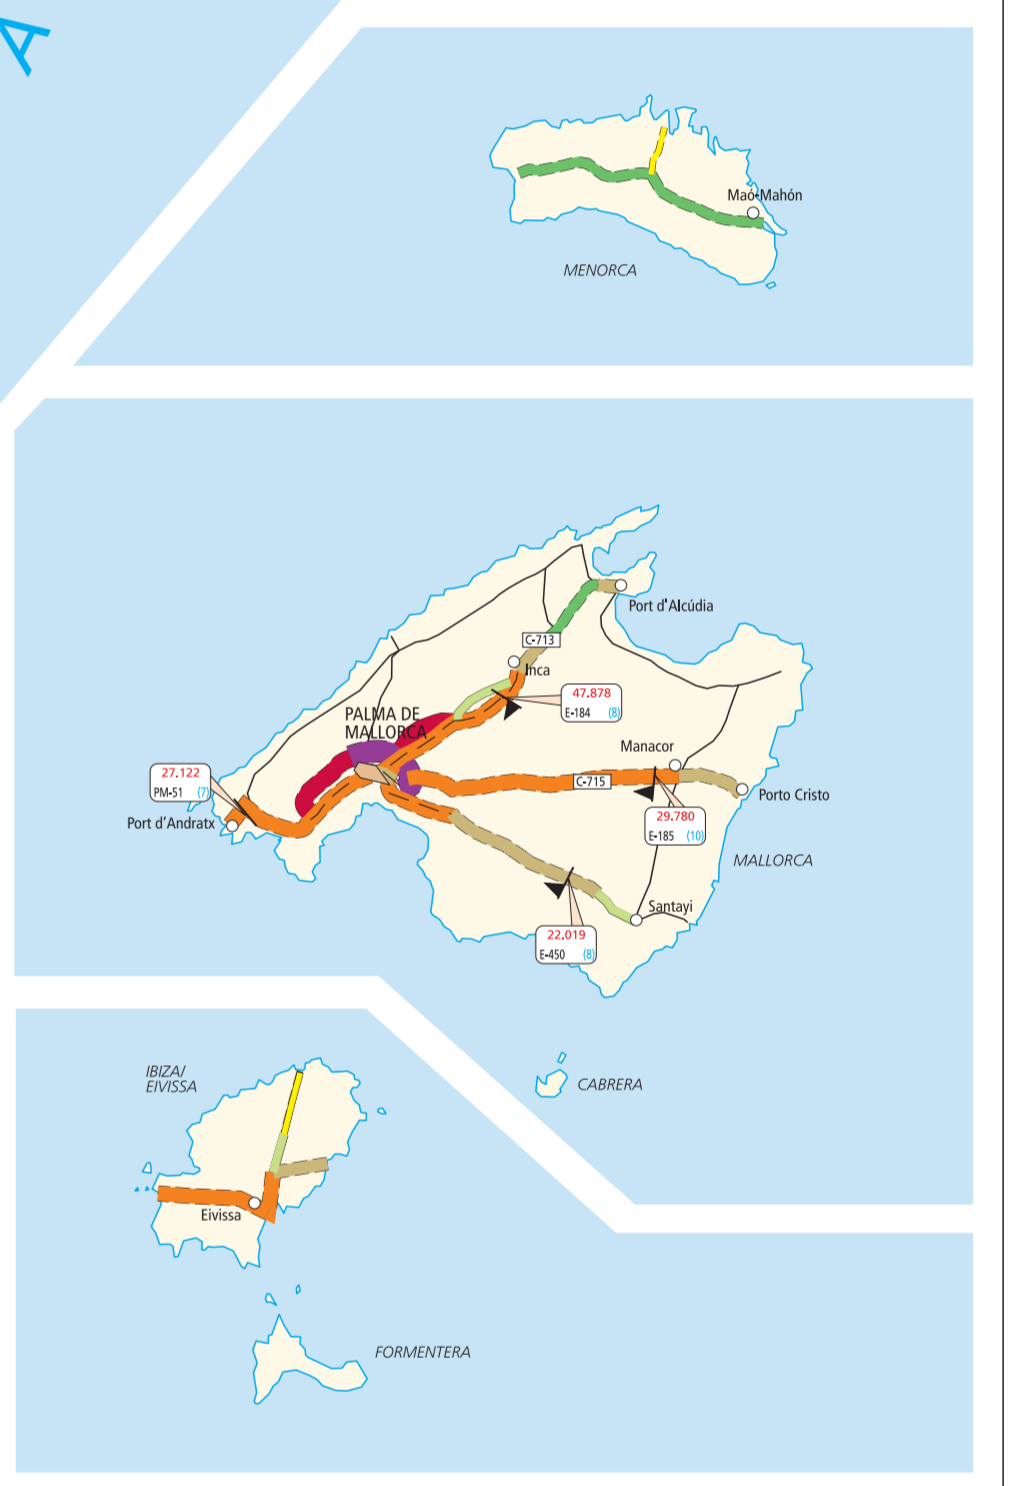 A
Maó-Mahón
MENORCA
Port d'Alcúdia
C-713
Inca
47.878
E-184 (8)
PALMA DE
MALLORCA
Manacor
27.122
PM-51 (7)
C-715
Porto Cristo
Port d'Andratx
29.780
E-185 (10)
MALLORCA
Santayi
22.019
E-450 (8)
IBIZA/
EIVISSA
CABRERA
Eivissa
FORMENTERA